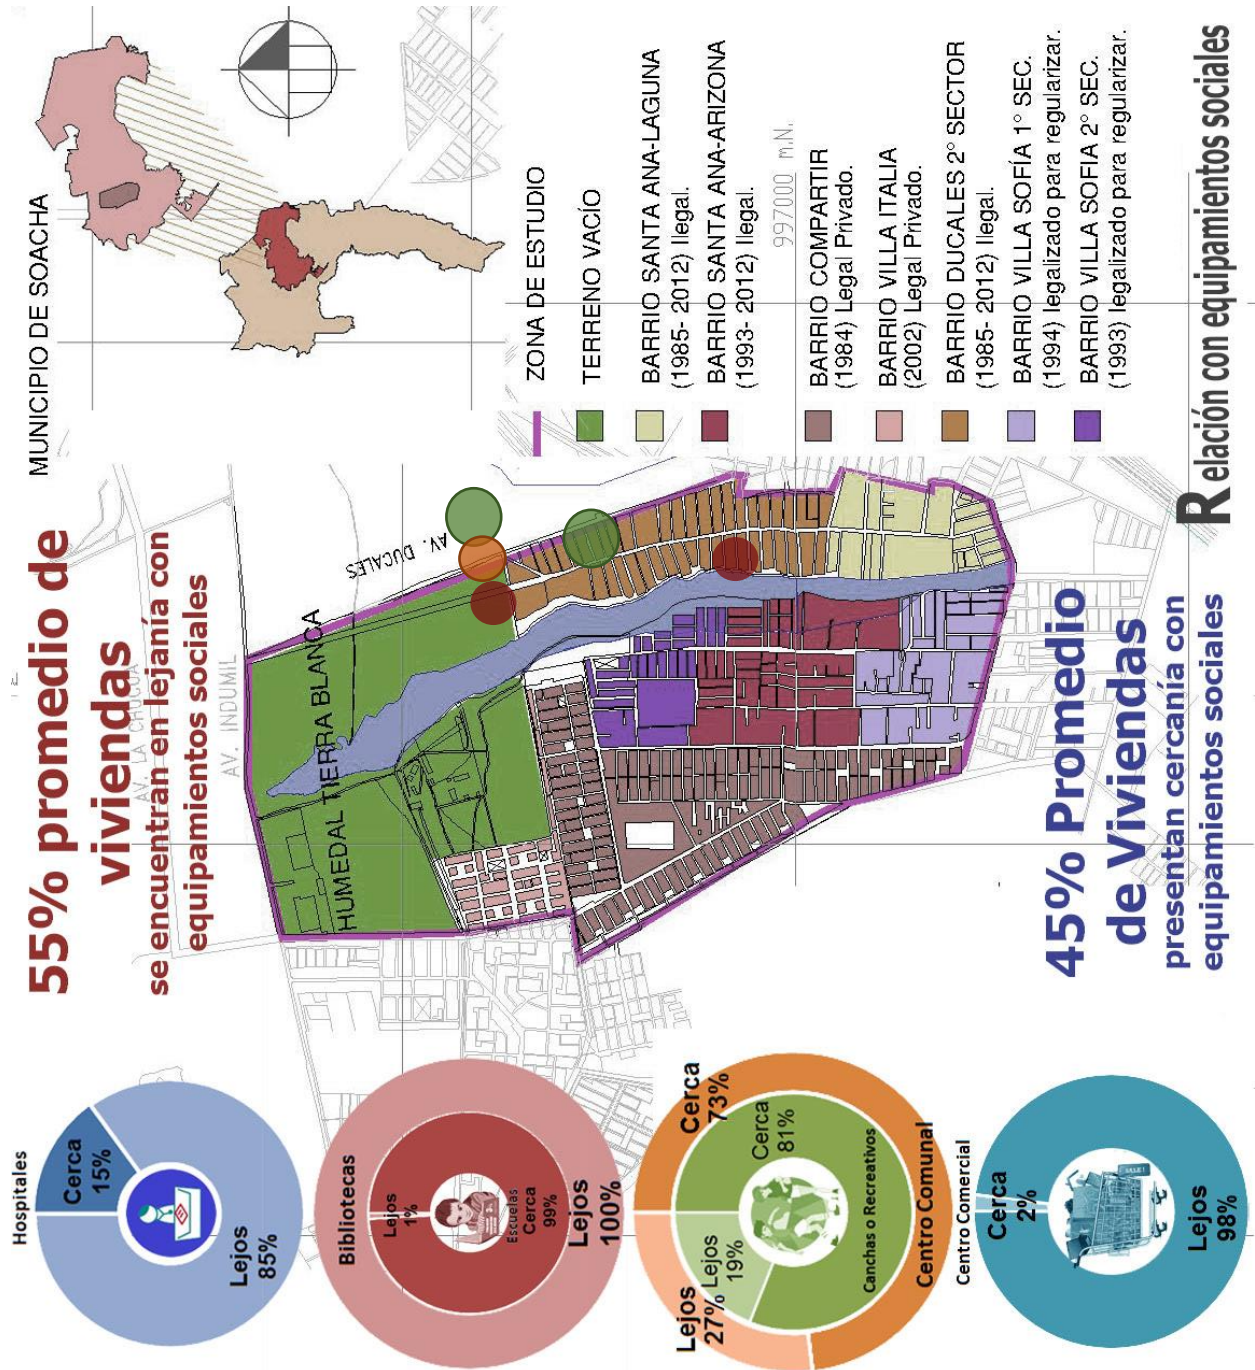 MUNICIPIO DE SOACHA
ZONA DE ESTUDIO
TERRENO VACÍO
BARRIO SANTA ANA-LAGUNA
(1985- 2012) Ilegal.
BARRIO SANTA ANA-ARIZONA
(1993- 2012) Ilegal.
997000 m.N.
BARRIO COMPARTIR
(1984) Legal Privado.
BARRIO VILLA ITALIA
(2002) Legal Privado.
BARRIO DUCALES 2° SECTOR
(1985- 2012) Ilegal.
BARRIO VILLA SOFÍA 1° SEC.
(1994) legalizado para regularizar.
BARRIO VILLA SOFIA 2° SEC.
(1993) legalizado para regularizar.
Relación con equipamientos sociales
55% promedio de
viviendas
se encuentran en lejanía con
equipamientos sociales
AV. LA CHUCUA
AV. INDUMIL
AV. DUCALES
HUMEDAL TIERRA BLANCA
45% Promedio
de Viviendas
presentan cercanía con
equipamientos sociales
Hospitales
Cerca
15%
Lejos
85%
Bibliotecas
Lejos
1%
Escuelas
Cerca
99%
Lejos
100%
Cerca
73%
Cerca
81%
Lejos
19%
Lejos
27%
Canchas o Recreativos
Centro Comunal
Centro Comercial
Cerca
2%
Lejos
98%